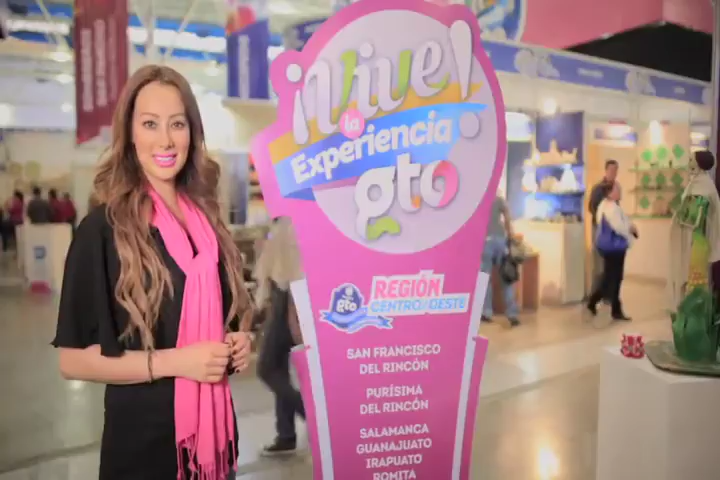 ¡Vive!
la
Experiencia
gto
gto
REGIÓN
CENTRO/OESTE
SAN FRANCISCO
DEL RINCÓN
PURÍSIMA
DEL RINCÓN
SALAMANCA
GUANAJUATO
IRAPUATO
ROMITA